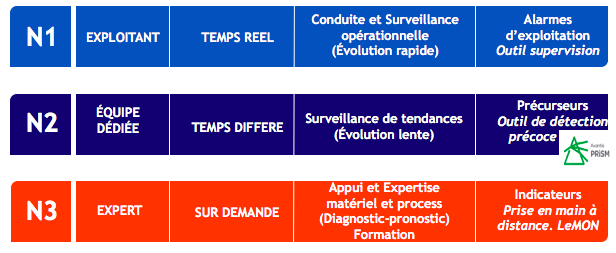 N1
EXPLOITANT
TEMPS REEL
Conduite et Surveillance
opérationnelle
(Évolution rapide)
Alarmes
d'exploitation
Outil supervision
N2
ÉQUIPE
DÉDIÉE
TEMPS DIFFERE
Surveillance de tendances
(Évolution lente)
Précurseurs
Outil de détection
précoce
Avantis
PRiSM
N3
EXPERT
SUR DEMANDE
Appui et Expertise
matériel et process
(Diagnostic-pronostic)
Formation
Indicateurs
Prise en main à
distance. LeMON